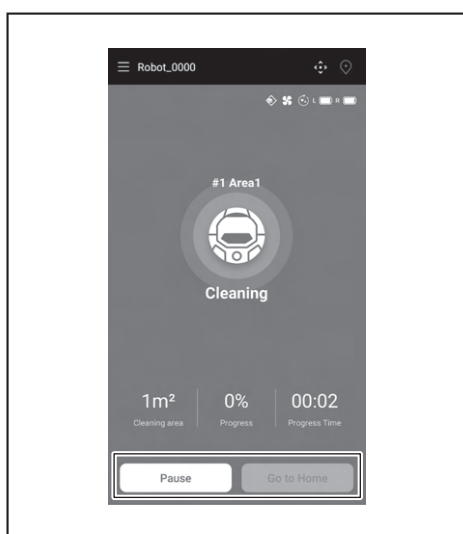 Robot_0000
L R
#1 Area1
Cleaning
1m² 0% 00:02
Cleaning area Progress Progress Time
Pause Go to Home